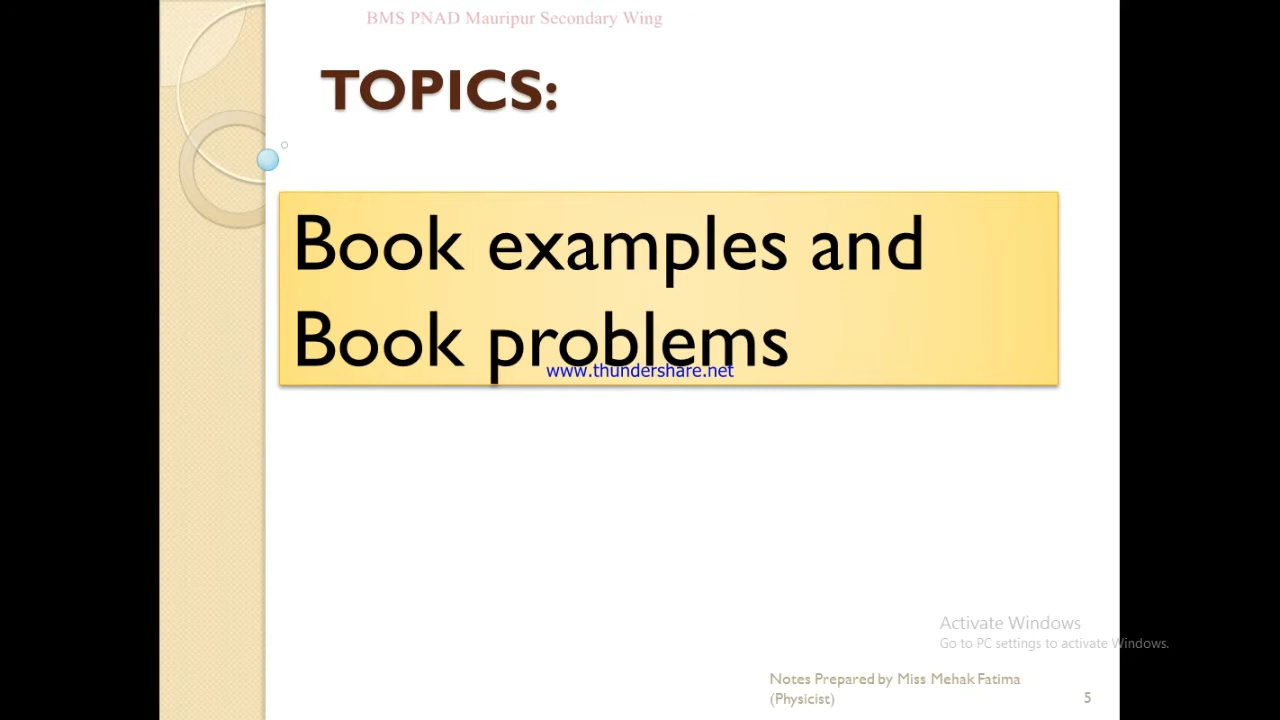 BMS PNAD Mauripur Secondary Wing
TOPICS:
Book examples and
Book problems
www.thundershare.net
Activate Windows
Go to PC settings to activate Windows.
Notes Prepared by Miss Mehak Fatima
(Physicist)
5